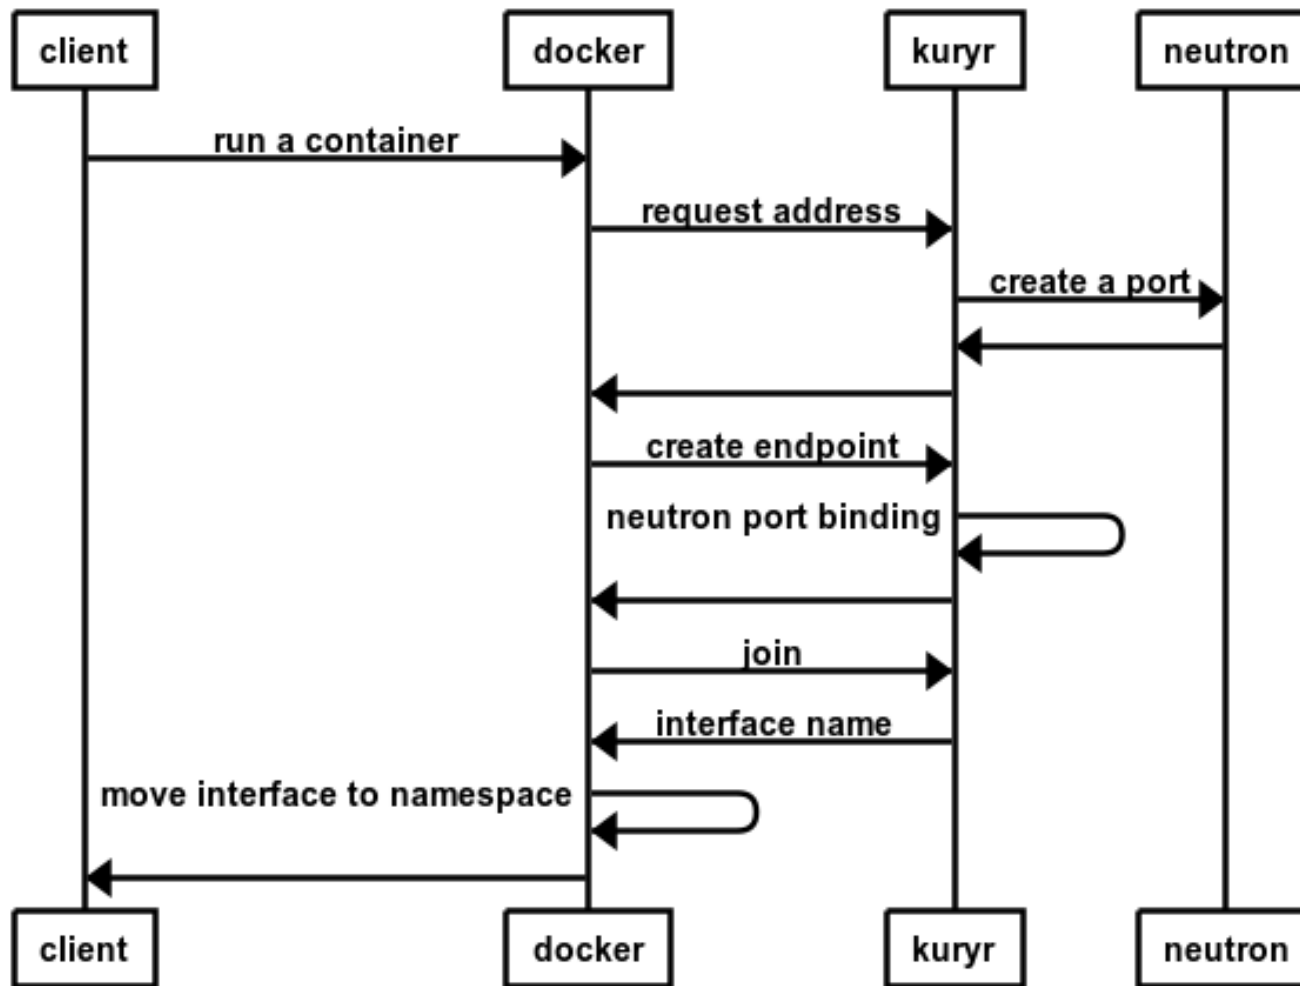 client
docker
kuryr
neutron
run a container
request address
create a port
create endpoint
neutron port binding
join
interface name
move interface to namespace
client
docker
kuryr
neutron